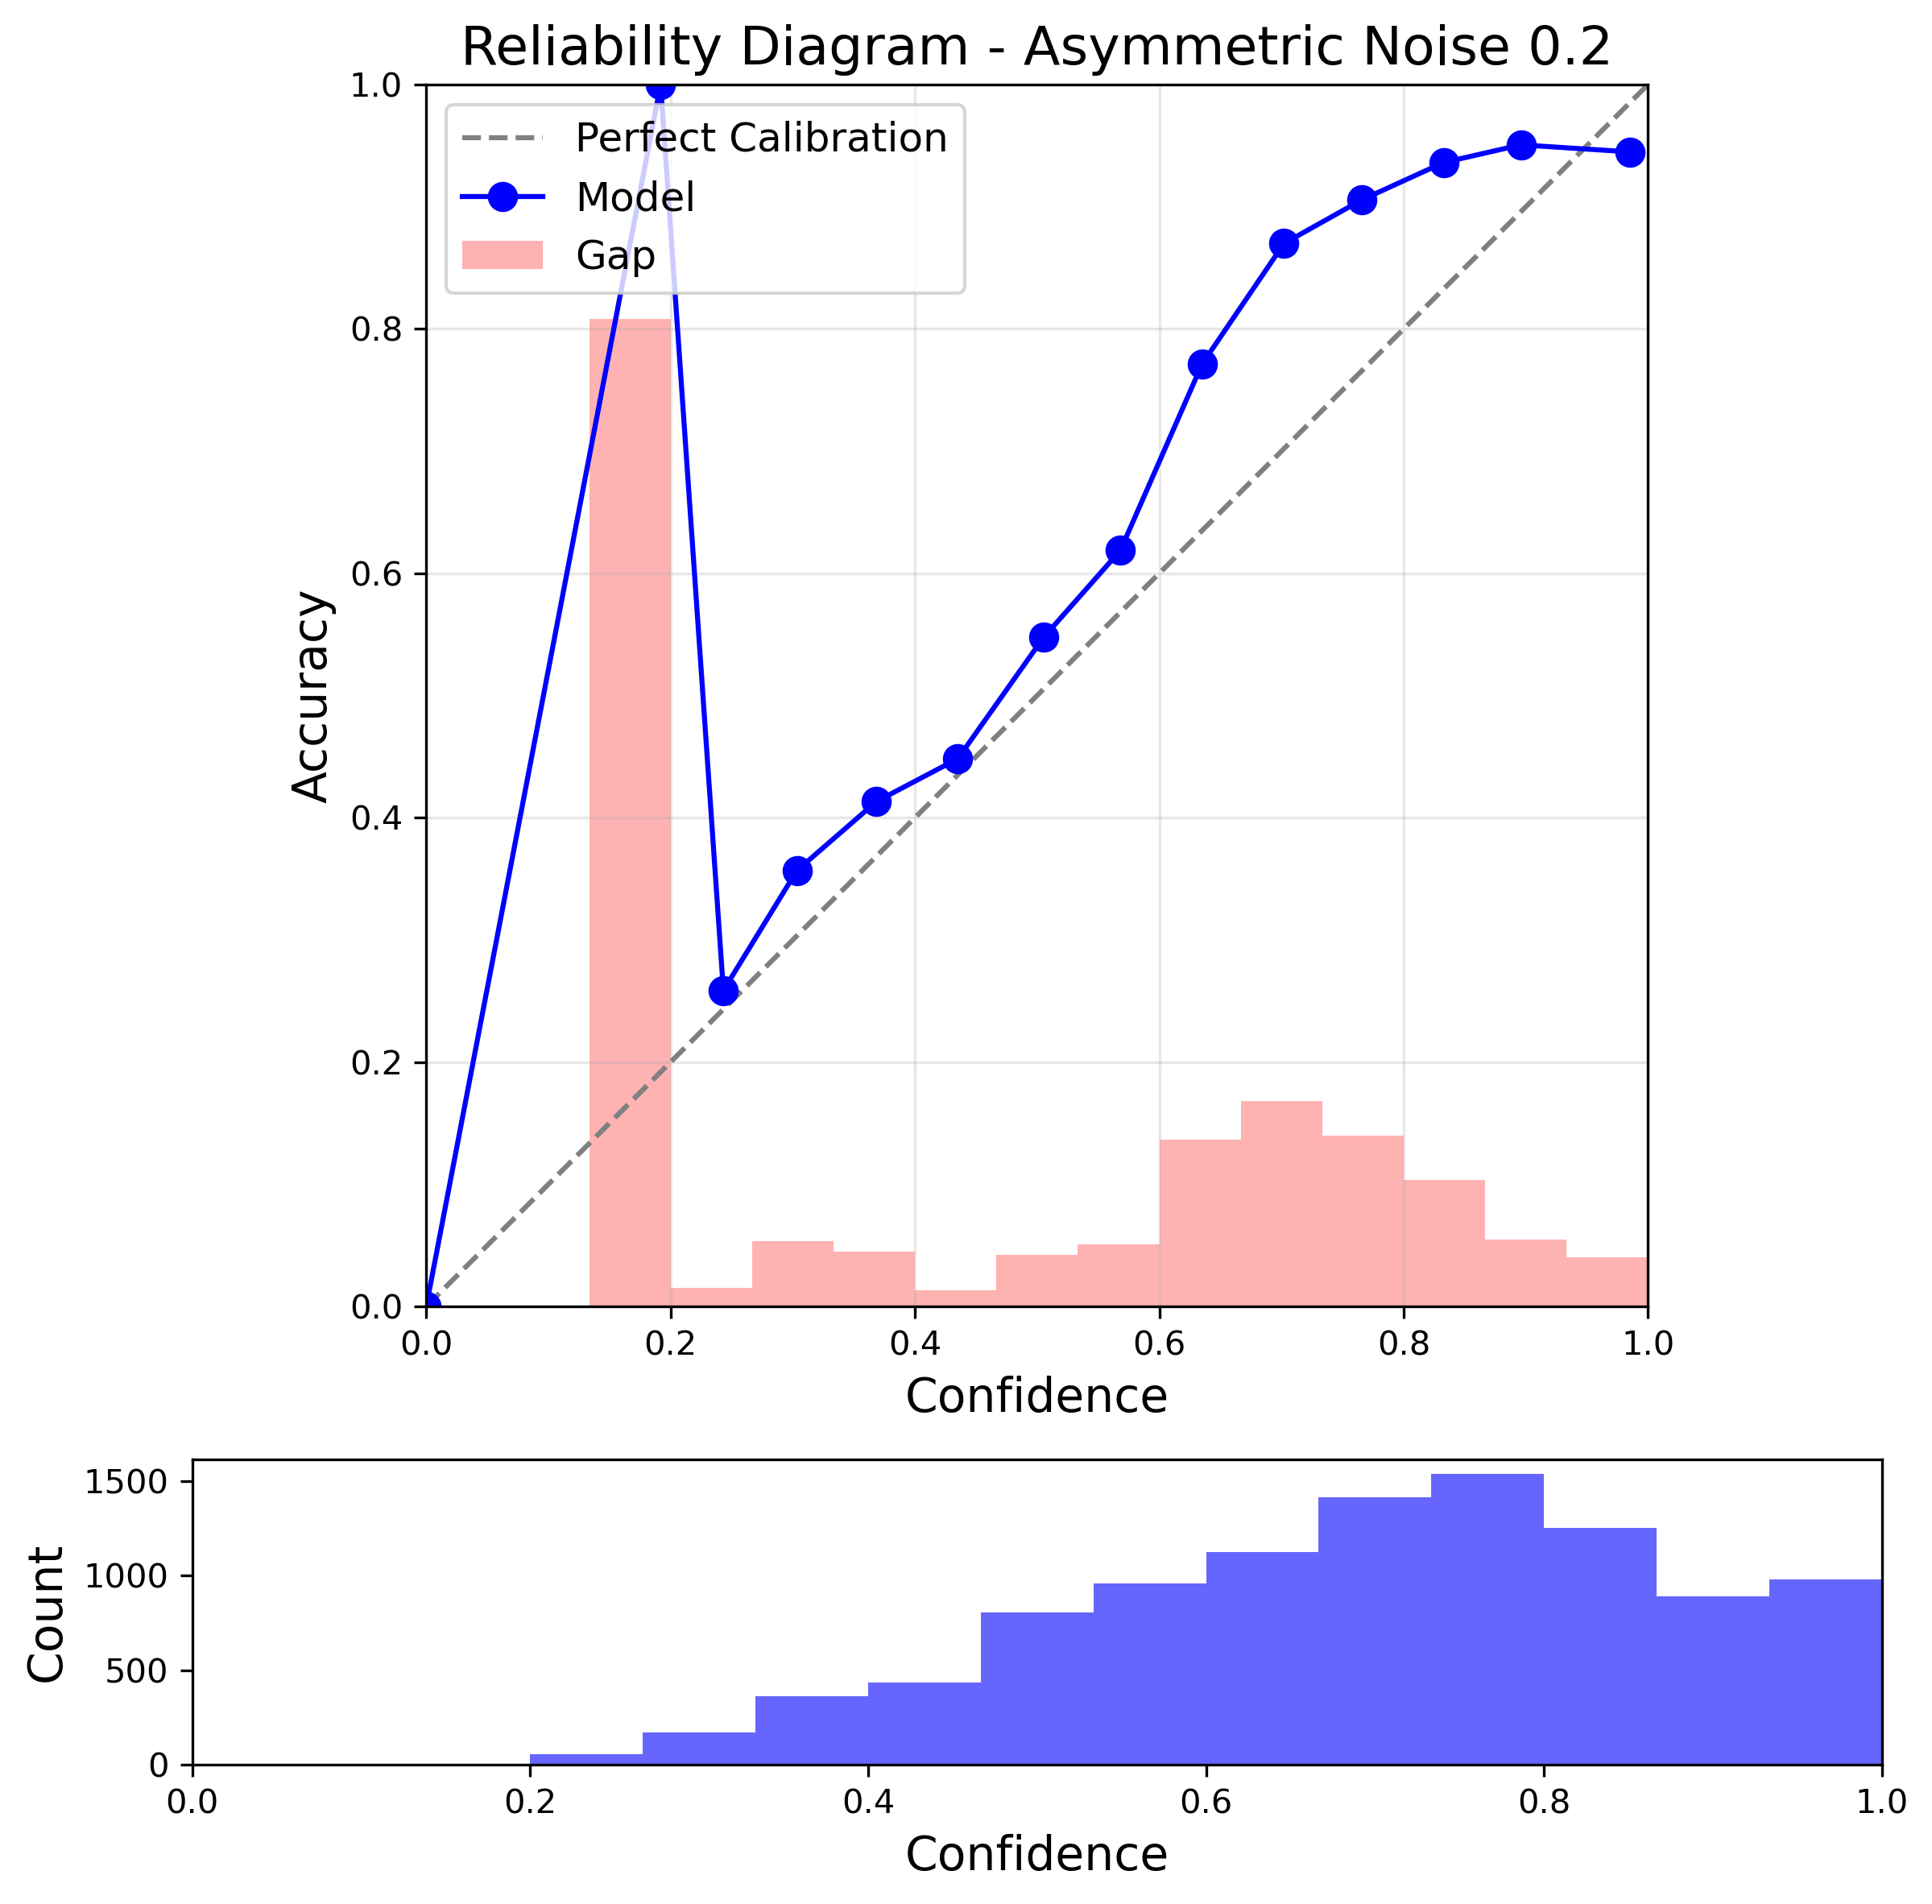 Reliability Diagram - Asymmetric Noise 0.2
1.0
0.8
0.6
0.4
0.2
0.0
Accuracy
Perfect Calibration
Model
Gap
0.0 0.2 0.4 0.6 0.8 1.0
Confidence
1500
1000
500
0
Count
0.0 0.2 0.4 0.6 0.8 1.0
Confidence